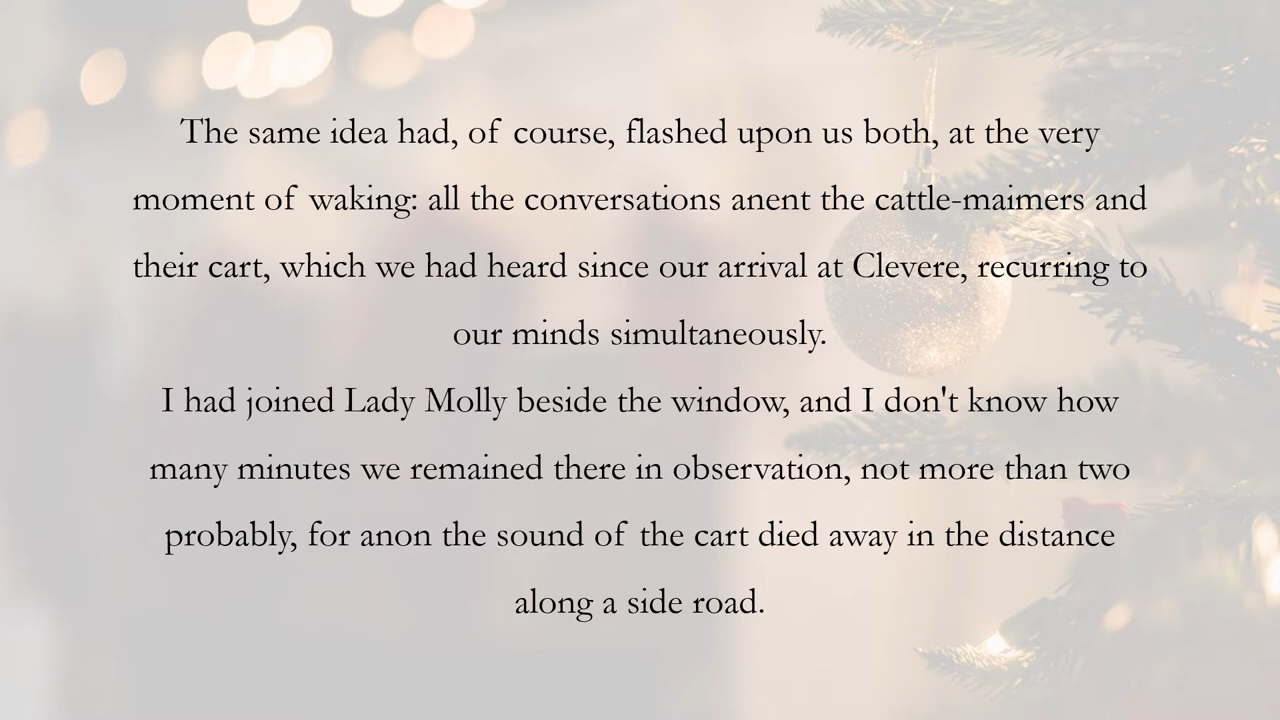 The same idea had, of course, flashed upon us both, at the very
moment of waking: all the conversations anent the cattle-maimers and
their cart, which we had heard since our arrival at Clevere, recurring to
our minds simultaneously.
I had joined Lady Molly beside the window, and I don't know how
many minutes we remained there in observation, not more than two
probably, for anon the sound of the cart died away in the distance
along a side road.